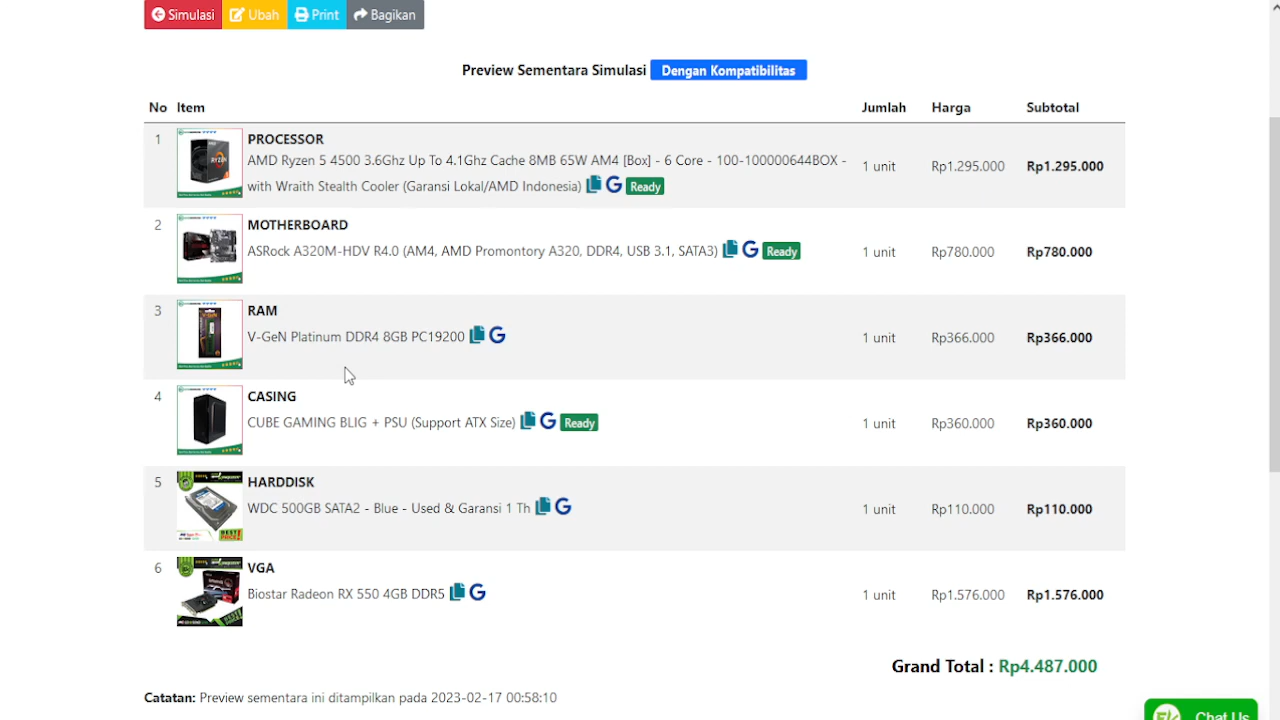 Simulasi Ubah Print Bagikan
Preview Sementara Simulasi Dengan Kompatibilitas
No Item Jumlah Harga Subtotal
1 PROCESSOR
AMD Ryzen 5 4500 3.6Ghz Up To 4.1Ghz Cache 8MB 65W AM4 [Box] - 6 Core - 100-100000644BOX -
with Wraith Stealth Cooler (Garansi Lokal/AMD Indonesia) Ready
1 unit Rp1.295.000 Rp1.295.000
2 MOTHERBOARD
ASRock A320M-HDV R4.0 (AM4, AMD Promontory A320, DDR4, USB 3.1, SATA3) Ready
1 unit Rp780.000 Rp780.000
3 RAM
V-GeN Platinum DDR4 8GB PC19200
1 unit Rp366.000 Rp366.000
4 CASING
CUBE GAMING BLIG + PSU (Support ATX Size) Ready
1 unit Rp360.000 Rp360.000
5 HARDDISK
WDC 500GB SATA2 - Blue - Used & Garansi 1 Th
1 unit Rp110.000 Rp110.000
6 VGA
Biostar Radeon RX 550 4GB DDR5
1 unit Rp1.576.000 Rp1.576.000
Grand Total : Rp4.487.000
Catatan: Preview sementara ini ditampilkan pada 2023-02-17 00:58:10
Chat Us